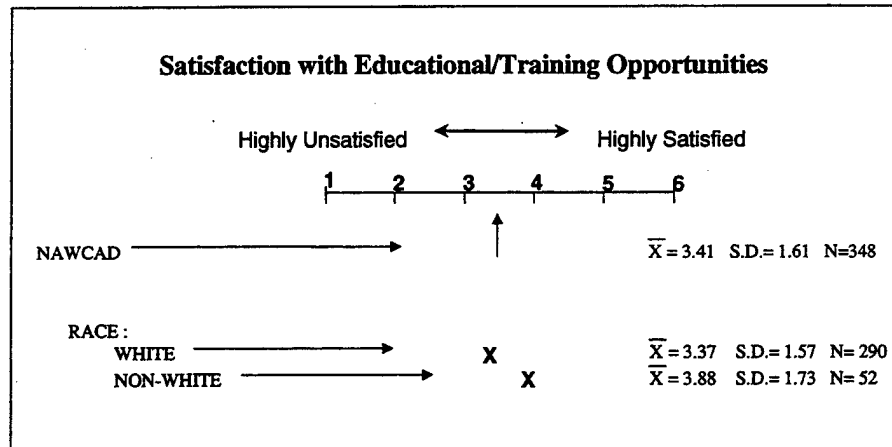 Satisfaction with Educational/Training Opportunities
Highly Unsatisfied Highly Satisfied
1 2 3 4 5 6
NAWCAD X̄ = 3.41 S.D.= 1.61 N=348
RACE :
WHITE X X̄ = 3.37 S.D.= 1.57 N= 290
NON-WHITE X X̄ = 3.88 S.D.= 1.73 N= 52